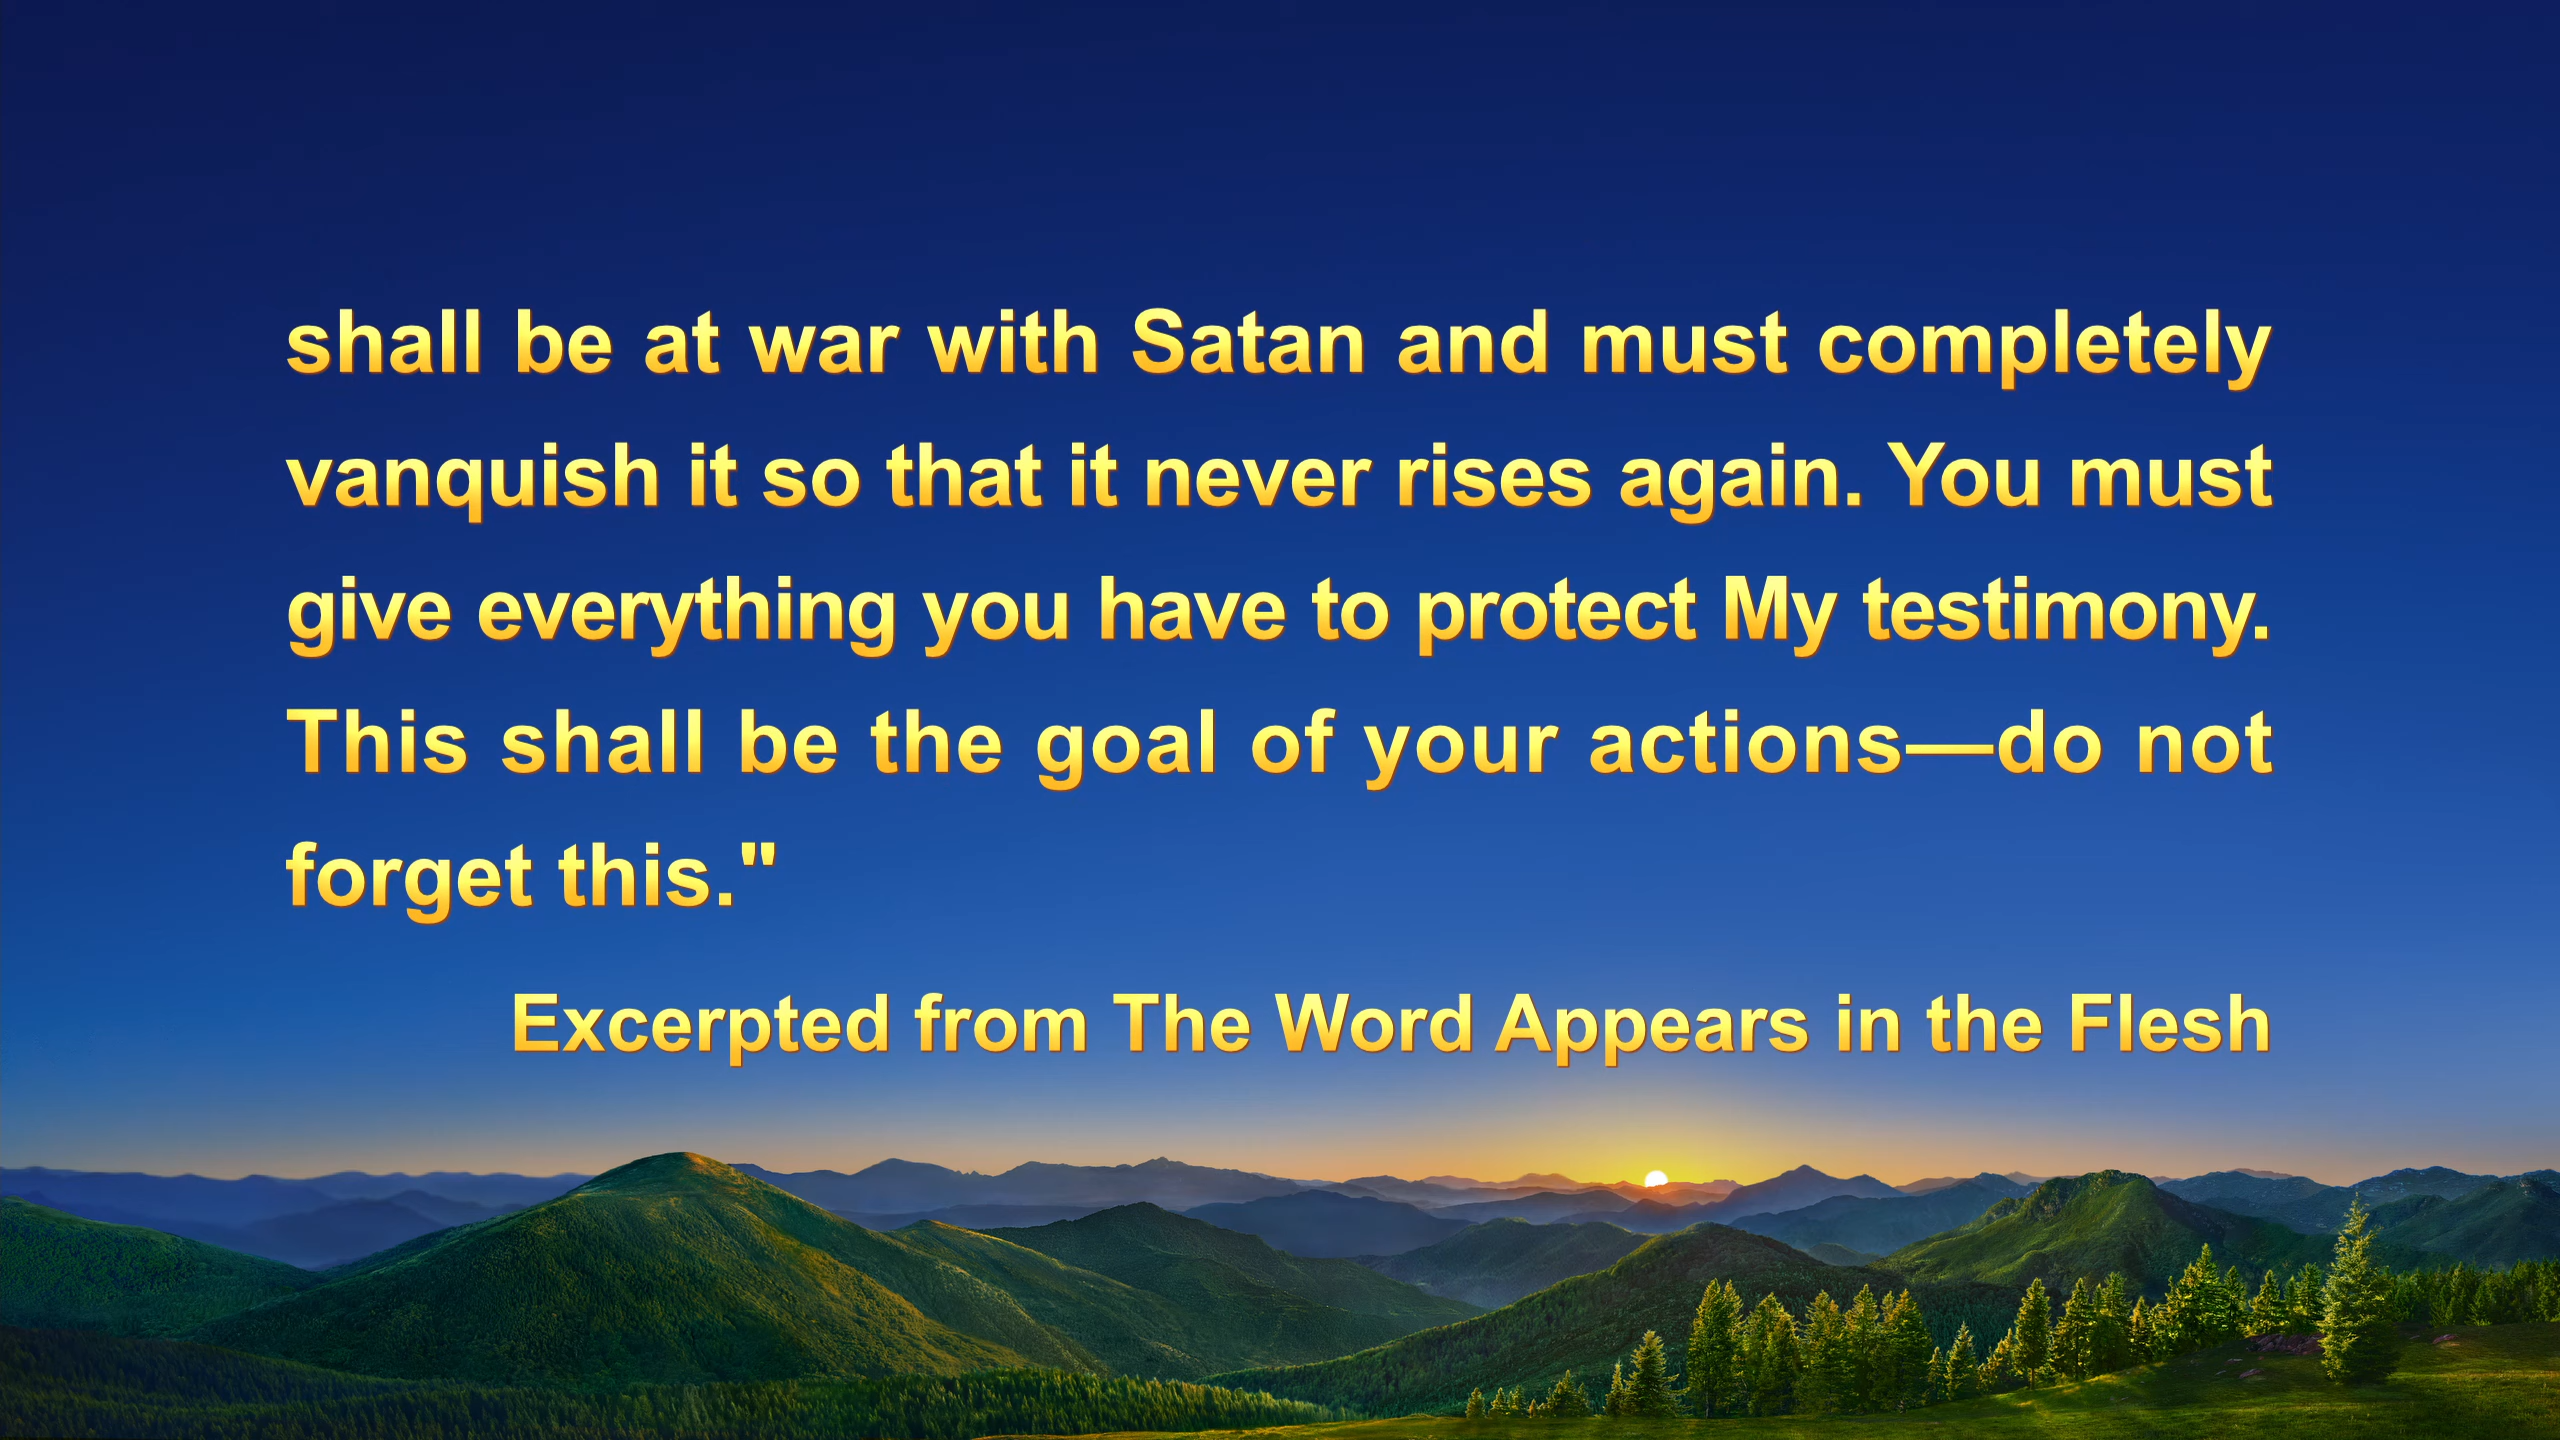 shall be at war with Satan and must completely
vanquish it so that it never rises again. You must
give everything you have to protect My testimony.
This shall be the goal of your actions—do not
forget this."
Excerpted from The Word Appears in the Flesh